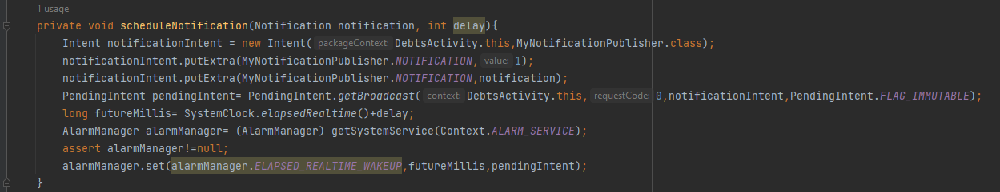 1 usage
private void scheduleNotification(Notification notification, int delay){
Intent notificationIntent = new Intent( packageContext: DebtsActivity.this,MyNotificationPublisher.class);
notificationIntent.putExtra(MyNotificationPublisher.NOTIFICATION, value: 1);
notificationIntent.putExtra(MyNotificationPublisher.NOTIFICATION,notification);
PendingIntent pendingIntent= PendingIntent.getBroadcast( context: DebtsActivity.this, requestCode: 0,notificationIntent,PendingIntent.FLAG_IMMUTABLE);
long futureMillis= SystemClock.elapsedRealtime()+delay;
AlarmManager alarmManager= (AlarmManager) getSystemService(Context.ALARM_SERVICE);
assert alarmManager!=null;
alarmManager.set(alarmManager.ELAPSED_REALTIME_WAKEUP,futureMillis,pendingIntent);
}